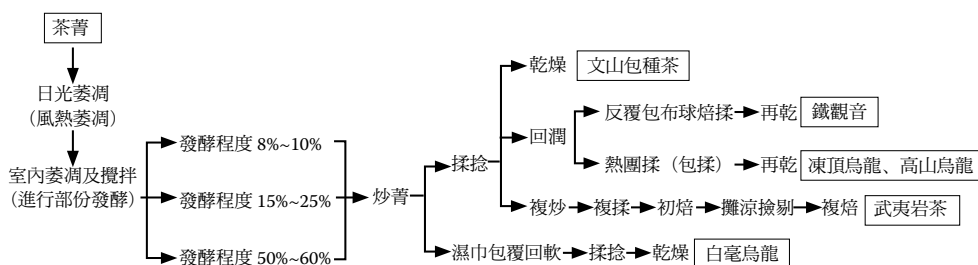 茶菁
日光萎凋
（風熱萎凋）
室內萎凋及攪拌
（進行部份發酵）
發酵程度 8%~10%
發酵程度 15%~25%
發酵程度 50%~60%
炒菁
揉捻
乾燥 文山包種茶
回潤
反覆包布球焙揉 再乾 鐵觀音
熱團揉（包揉） 再乾 凍頂烏龍、高山烏龍
複炒 複揉 初焙 攤涼撿剔 複焙 武夷岩茶
濕巾包覆回軟 揉捻 乾燥 白毫烏龍